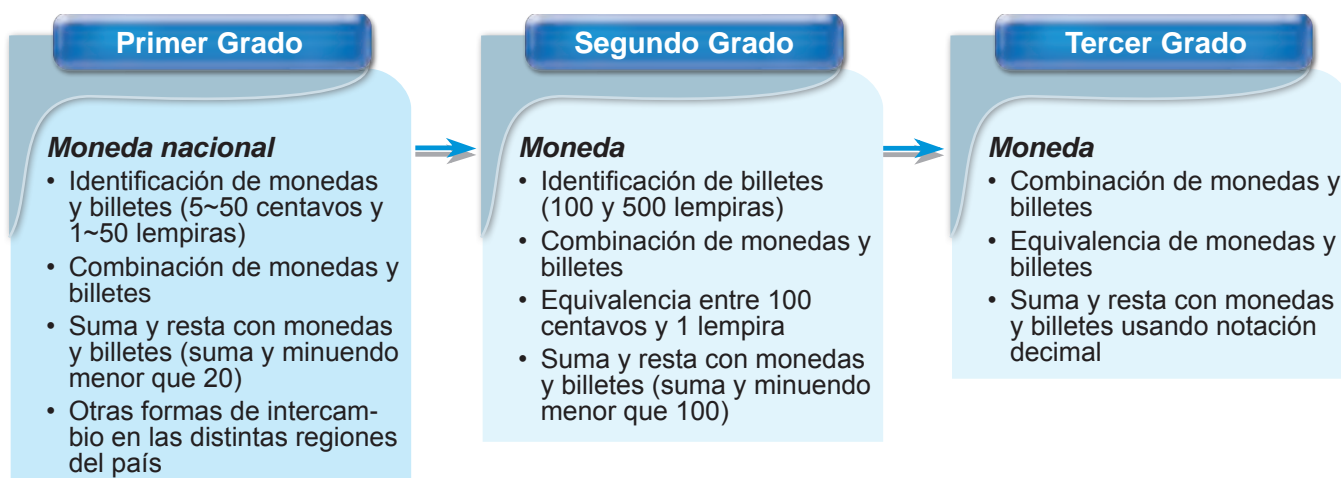 Primer Grado
Moneda nacional
• Identificación de monedas
y billetes (5~50 centavos y
1~50 lempiras)
• Combinación de monedas y
billetes
• Suma y resta con monedas
y billetes (suma y minuendo
menor que 20)
• Otras formas de intercam-
bio en las distintas regiones
del país
Segundo Grado
Moneda
• Identificación de billetes
(100 y 500 lempiras)
• Combinación de monedas y
billetes
• Equivalencia entre 100
centavos y 1 lempira
• Suma y resta con monedas
y billetes (suma y minuendo
menor que 100)
Tercer Grado
Moneda
• Combinación de monedas y
billetes
• Equivalencia de monedas y
billetes
• Suma y resta con monedas
y billetes usando notación
decimal